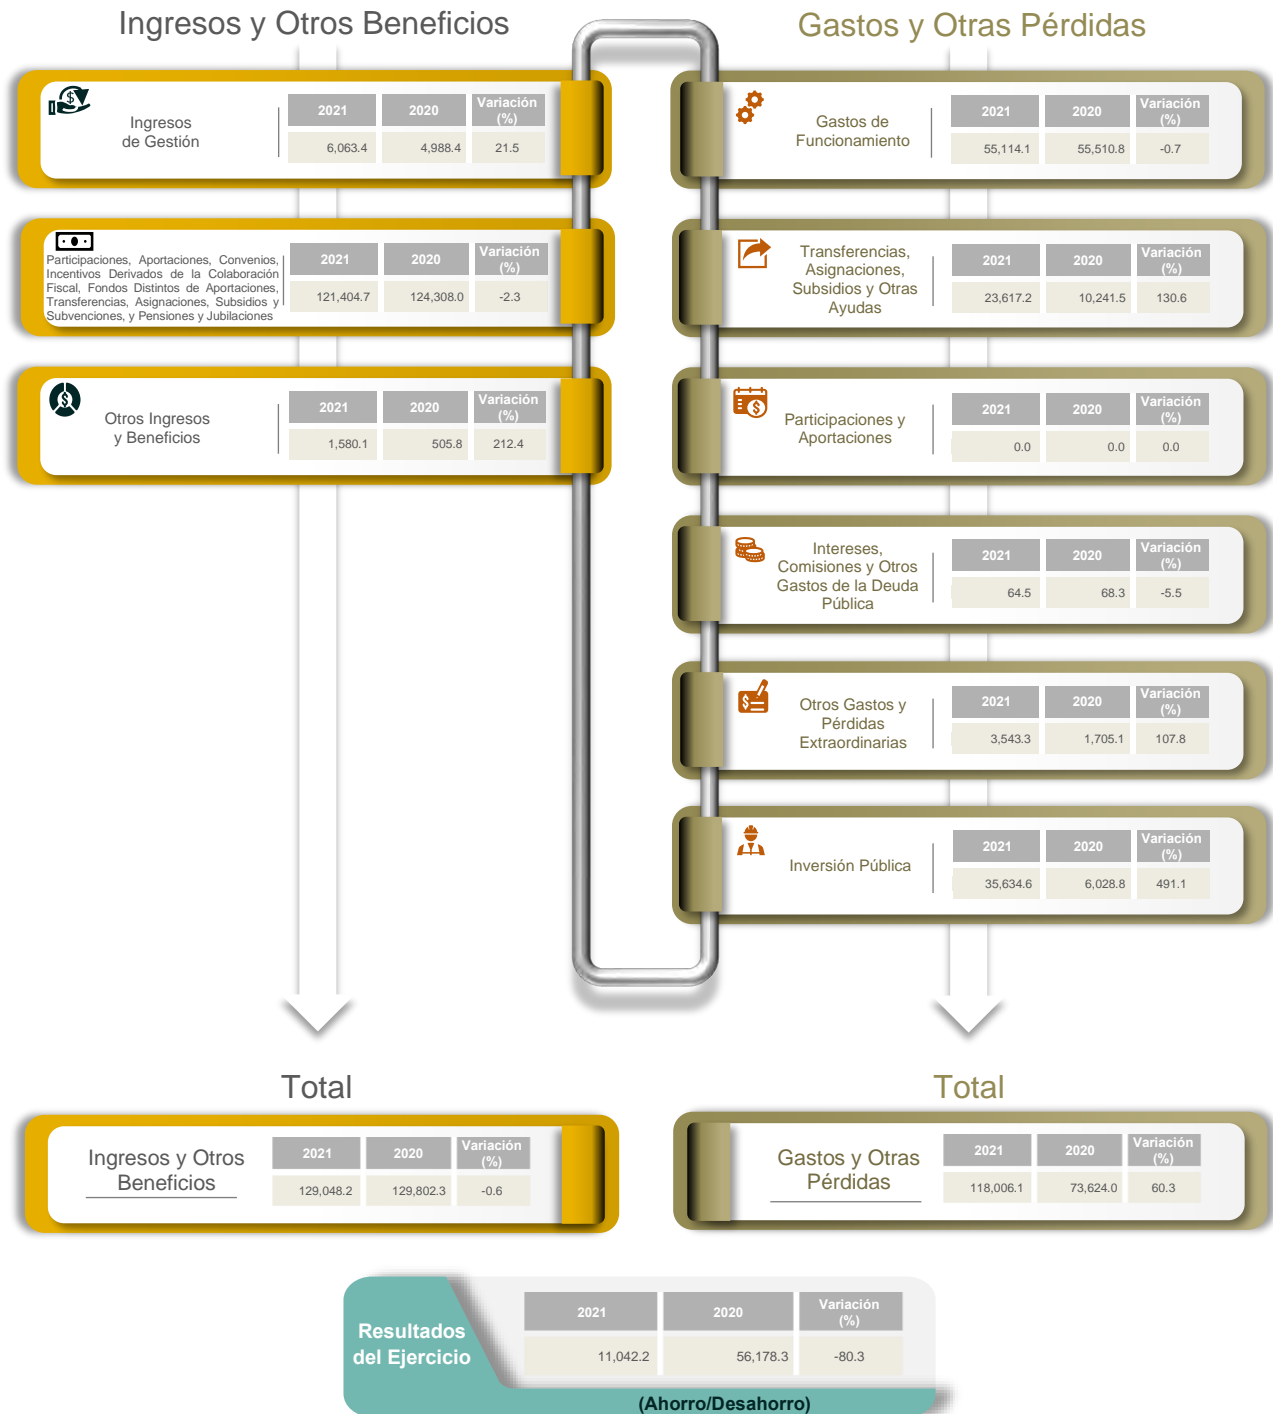 Ingresos y Otros Beneficios
Ingresos
de Gestión
2021 2020 Variación
(%)
6,063.4 4,988.4 21.5
Participaciones, Aportaciones, Convenios,
Incentivos Derivados de la Colaboración
Fiscal, Fondos Distintos de Aportaciones,
Transferencias, Asignaciones, Subsidios y
Subvenciones, y Pensiones y Jubilaciones
2021 2020 Variación
(%)
121,404.7 124,308.0 -2.3
Otros Ingresos
y Beneficios
2021 2020 Variación
(%)
1,580.1 505.8 212.4
Gastos y Otras Pérdidas
Gastos de
Funcionamiento
2021 2020 Variación
(%)
55,114.1 55,510.8 -0.7
Transferencias,
Asignaciones,
Subsidios y Otras
Ayudas
2021 2020 Variación
(%)
23,617.2 10,241.5 130.6
Participaciones y
Aportaciones
2021 2020 Variación
(%)
0.0 0.0 0.0
Intereses,
Comisiones y Otros
Gastos de la Deuda
Pública
2021 2020 Variación
(%)
64.5 68.3 -5.5
Otros Gastos y
Pérdidas
Extraordinarias
2021 2020 Variación
(%)
3,543.3 1,705.1 107.8
Inversión Pública
2021 2020 Variación
(%)
35,634.6 6,028.8 491.1
Total
Ingresos y Otros
Beneficios
2021 2020 Variación
(%)
129,048.2 129,802.3 -0.6
Total
Gastos y Otras
Pérdidas
2021 2020 Variación
(%)
118,006.1 73,624.0 60.3
Resultados
del Ejercicio
2021 2020 Variación
(%)
11,042.2 56,178.3 -80.3
(Ahorro/Desahorro)